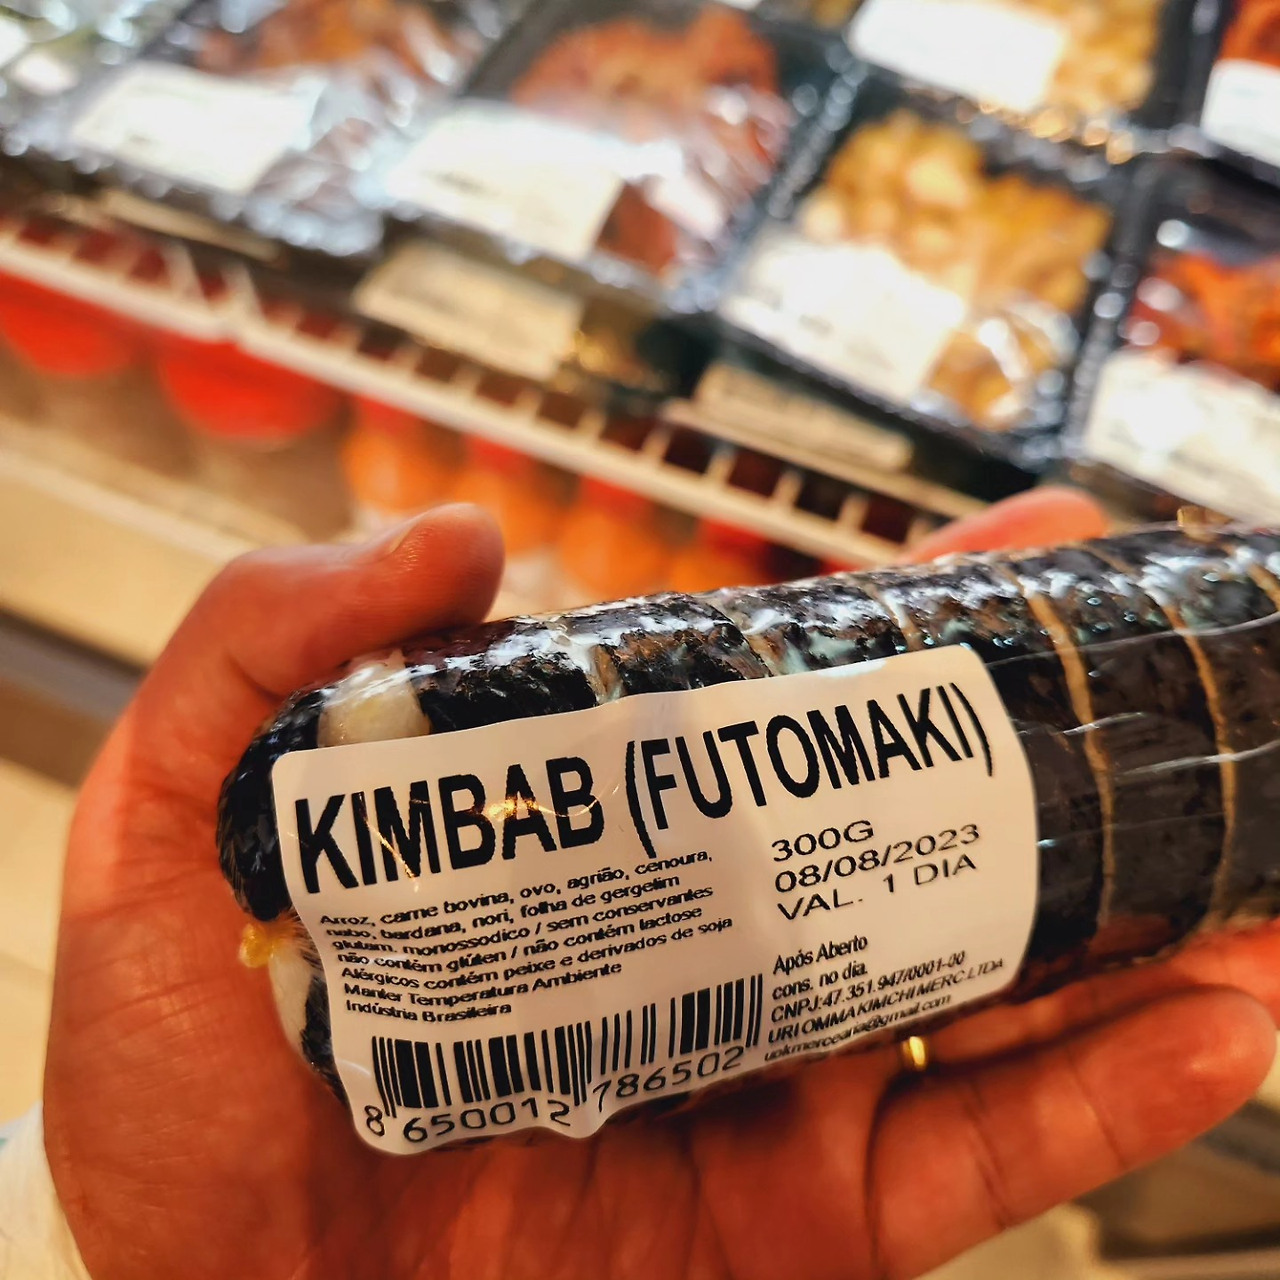 KIMBAB (FUTOMAKI)
Arroz, carne bovina, ovo, agrião, cenoura,
nabo, bardana, nori, folha de gergelim
glutam. monossodico / sem conservantes
não contém glúten / não contém lactose
Alérgicos contém peixe e derivados de soja
Manter Temperatura Ambiente
Indústria Brasileira
300G
08/08/2023
VAL. 1 DIA
Após Aberto
cons. no dia.
CNPJ:47.351.947/0001-00
URI OMMA KIMCHI MERC.LTDA
uokmercearia@gmail.com
8 650012 786502